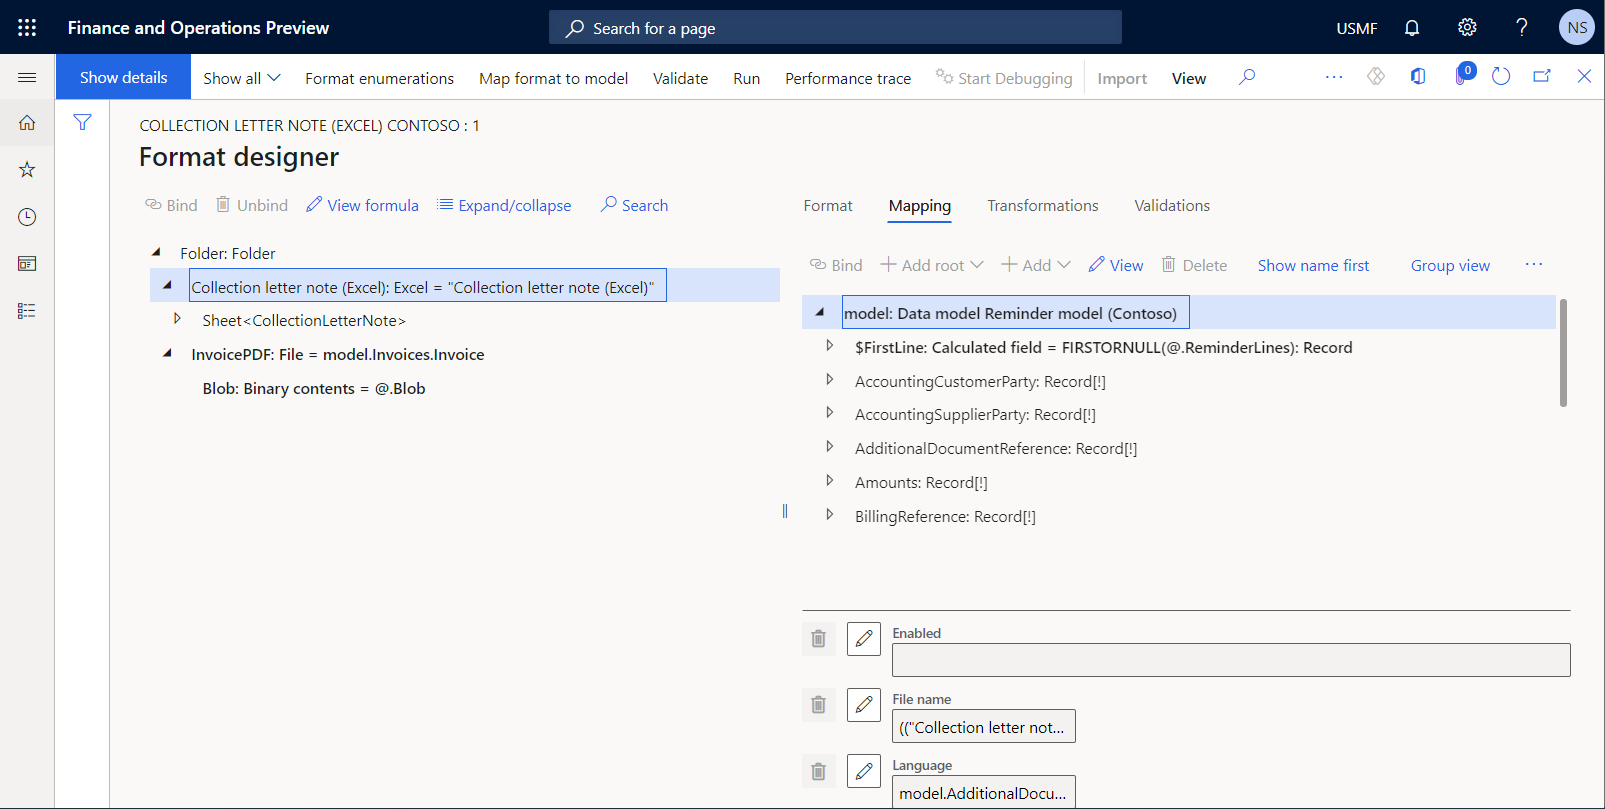 Finance and Operations Preview
Search for a page
USMF
?
NS
Show details
Show all
Format enumerations
Map format to model
Validate
Run
Performance trace
Start Debugging
Import
View
0
COLLECTION LETTER NOTE (EXCEL) CONTOSO : 1
Format designer
Bind
Unbind
View formula
Expand/collapse
Search
Folder: Folder
Collection letter note (Excel): Excel = "Collection letter note (Excel)"
Sheet<CollectionLetterNote>
InvoicePDF: File = model.Invoices.Invoice
Blob: Binary contents = @.Blob
Format
Mapping
Transformations
Validations
Bind
Add root
Add
View
Delete
Show name first
Group view
model: Data model Reminder model (Contoso)
$FirstLine: Calculated field = FIRSTORNULL(@.ReminderLines): Record
AccountingCustomerParty: Record[!]
AccountingSupplierParty: Record[!]
AdditionalDocumentReference: Record[!]
Amounts: Record[!]
BillingReference: Record[!]
Enabled
File name
(("Collection letter not...
Language
model.AdditionalDocu...